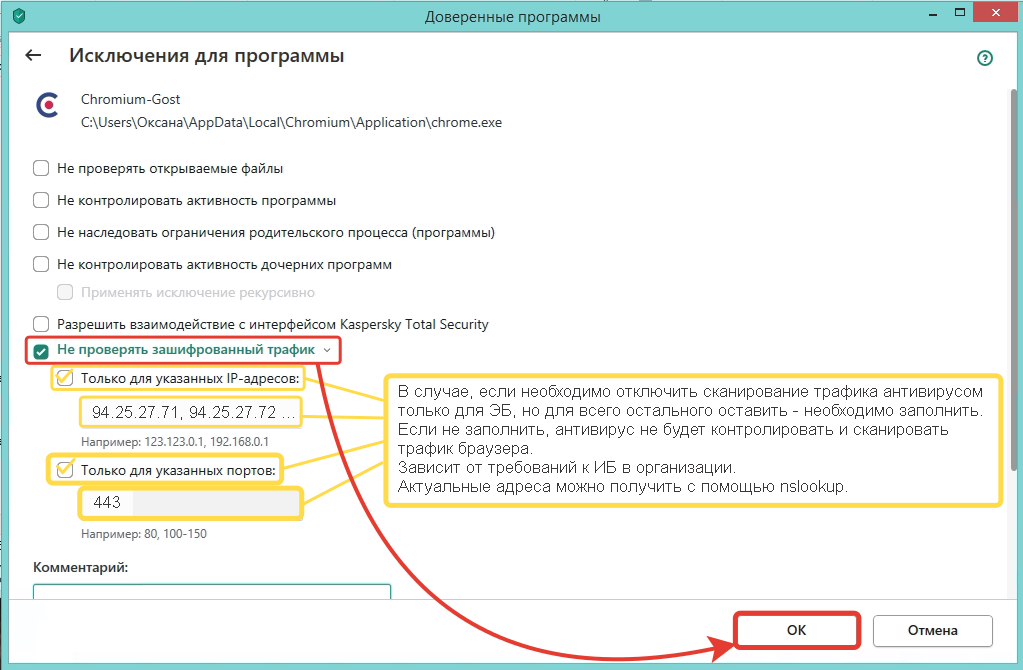 Доверенные программы
Исключения для программы
Chromium-Gost
C:\Users\Оксана\AppData\Local\Chromium\Application\chrome.exe
Не проверять открываемые файлы
Не контролировать активность программы
Не наследовать ограничения родительского процесса (программы)
Не контролировать активность дочерних программ
Применять исключение рекурсивно
Разрешить взаимодействие с интерфейсом Kaspersky Total Security
Не проверять зашифрованный трафик
Только для указанных IP-адресов:
94.25.27.71, 94.25.27.72 ...
Например: 123.123.0.1, 192.168.0.1
Только для указанных портов:
443
Например: 80, 100-150
В случае, если необходимо отключить сканирование трафика антивирусом
только для ЭБ, но для всего остального оставить - необходимо заполнить.
Если не заполнить, антивирус не будет контролировать и сканировать
трафик браузера.
Зависит от требований к ИБ в организации.
Актуальные адреса можно получить с помощью nslookup.
Комментарий:
ОК
Отмена